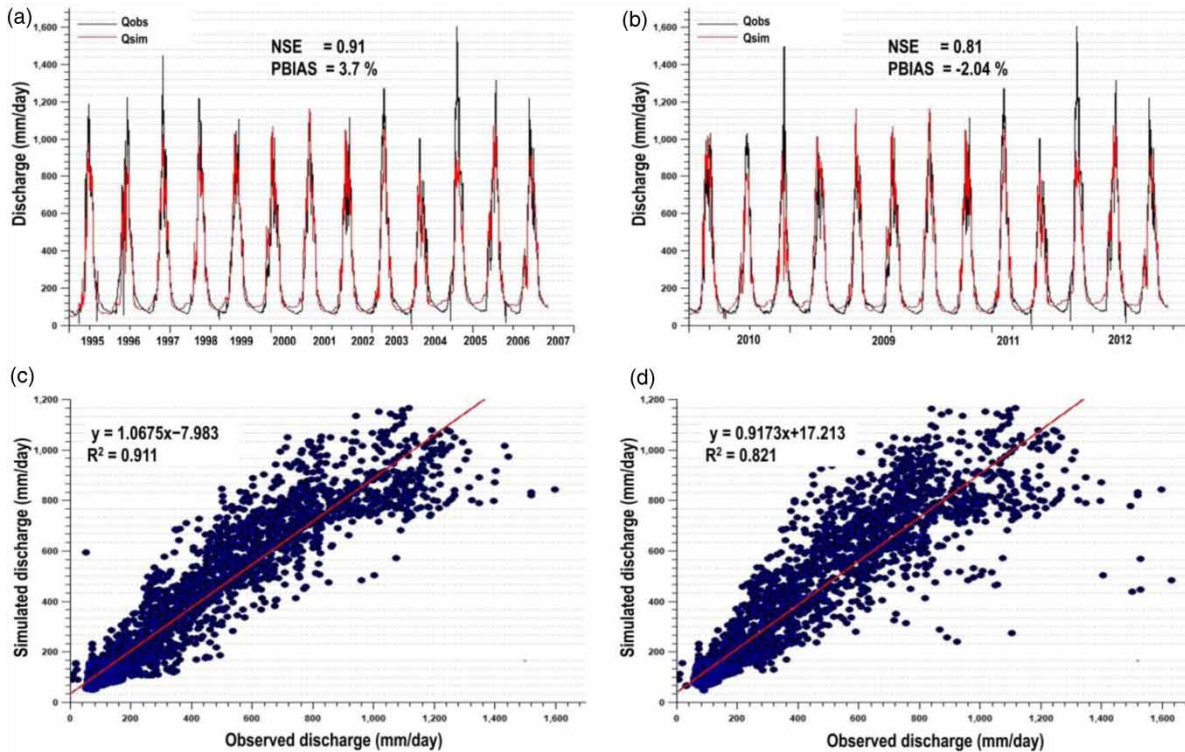 (a)
Qobs
Qsim
NSE = 0.91
PBIAS = 3.7 %
Discharge (mm/day)
1,600
1,400
1,200
1,000
800
600
400
200
0
1995 1996 1997 1998 1999 2000 2001 2002 2003 2004 2005 2006 2007
(b)
Qobs
Qsim
NSE = 0.81
PBIAS = -2.04 %
Discharge (mm/day)
1,600
1,400
1,200
1,000
800
600
400
200
0
2010 2009 2011 2012
(c)
y = 1.0675x−7.983
R² = 0.911
Simulated discharge (mm/day)
1,200
1,000
800
600
400
200
0
0 200 400 600 800 1,000 1,200 1,400 1,600
Observed discharge (mm/day)
(d)
y = 0.9173x+17.213
R² = 0.821
Simulated discharge (mm/day)
1,200
1,000
800
600
400
200
0
0 200 400 600 800 1,000 1,200 1,400 1,600
Observed discharge (mm/day)